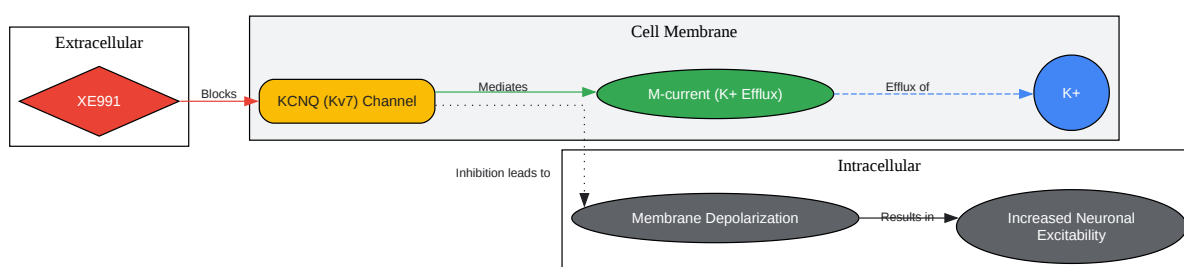 Extracellular
XE991
Blocks
Cell Membrane
KCNQ (Kv7) Channel
Mediates
M-current (K+ Efflux)
Efflux of
K+
Inhibition leads to
Intracellular
Membrane Depolarization
Results in
Increased Neuronal
Excitability